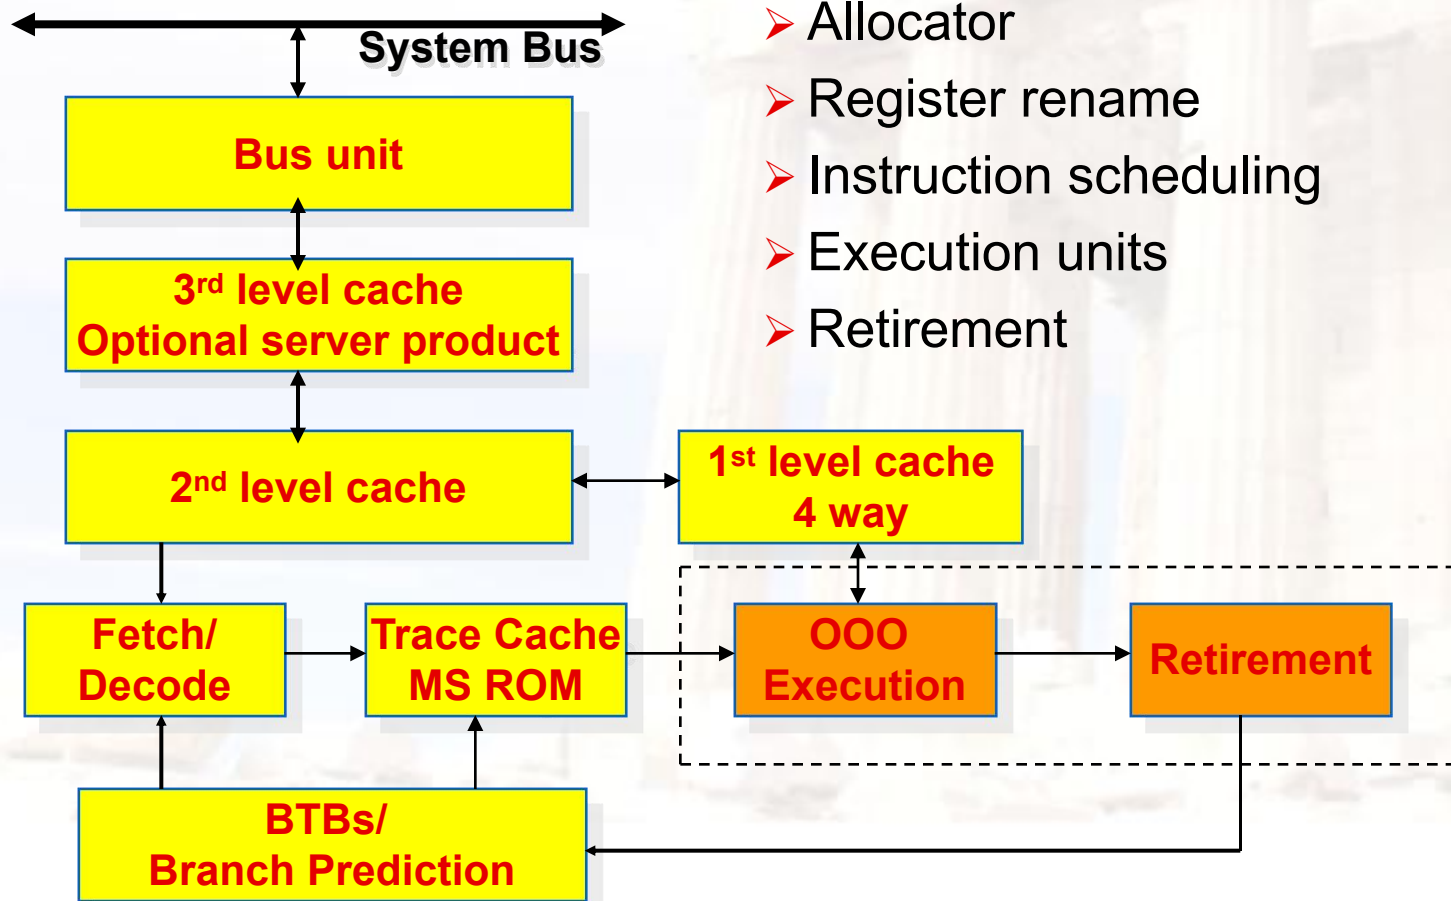 System Bus
Bus unit
3rd level cache
Optional server product
2nd level cache
1st level cache
4 way
Fetch/
Decode
Trace Cache
MS ROM
OOO
Execution
Retirement
BTBs/
Branch Prediction
Allocator
Register rename
Instruction scheduling
Execution units
Retirement